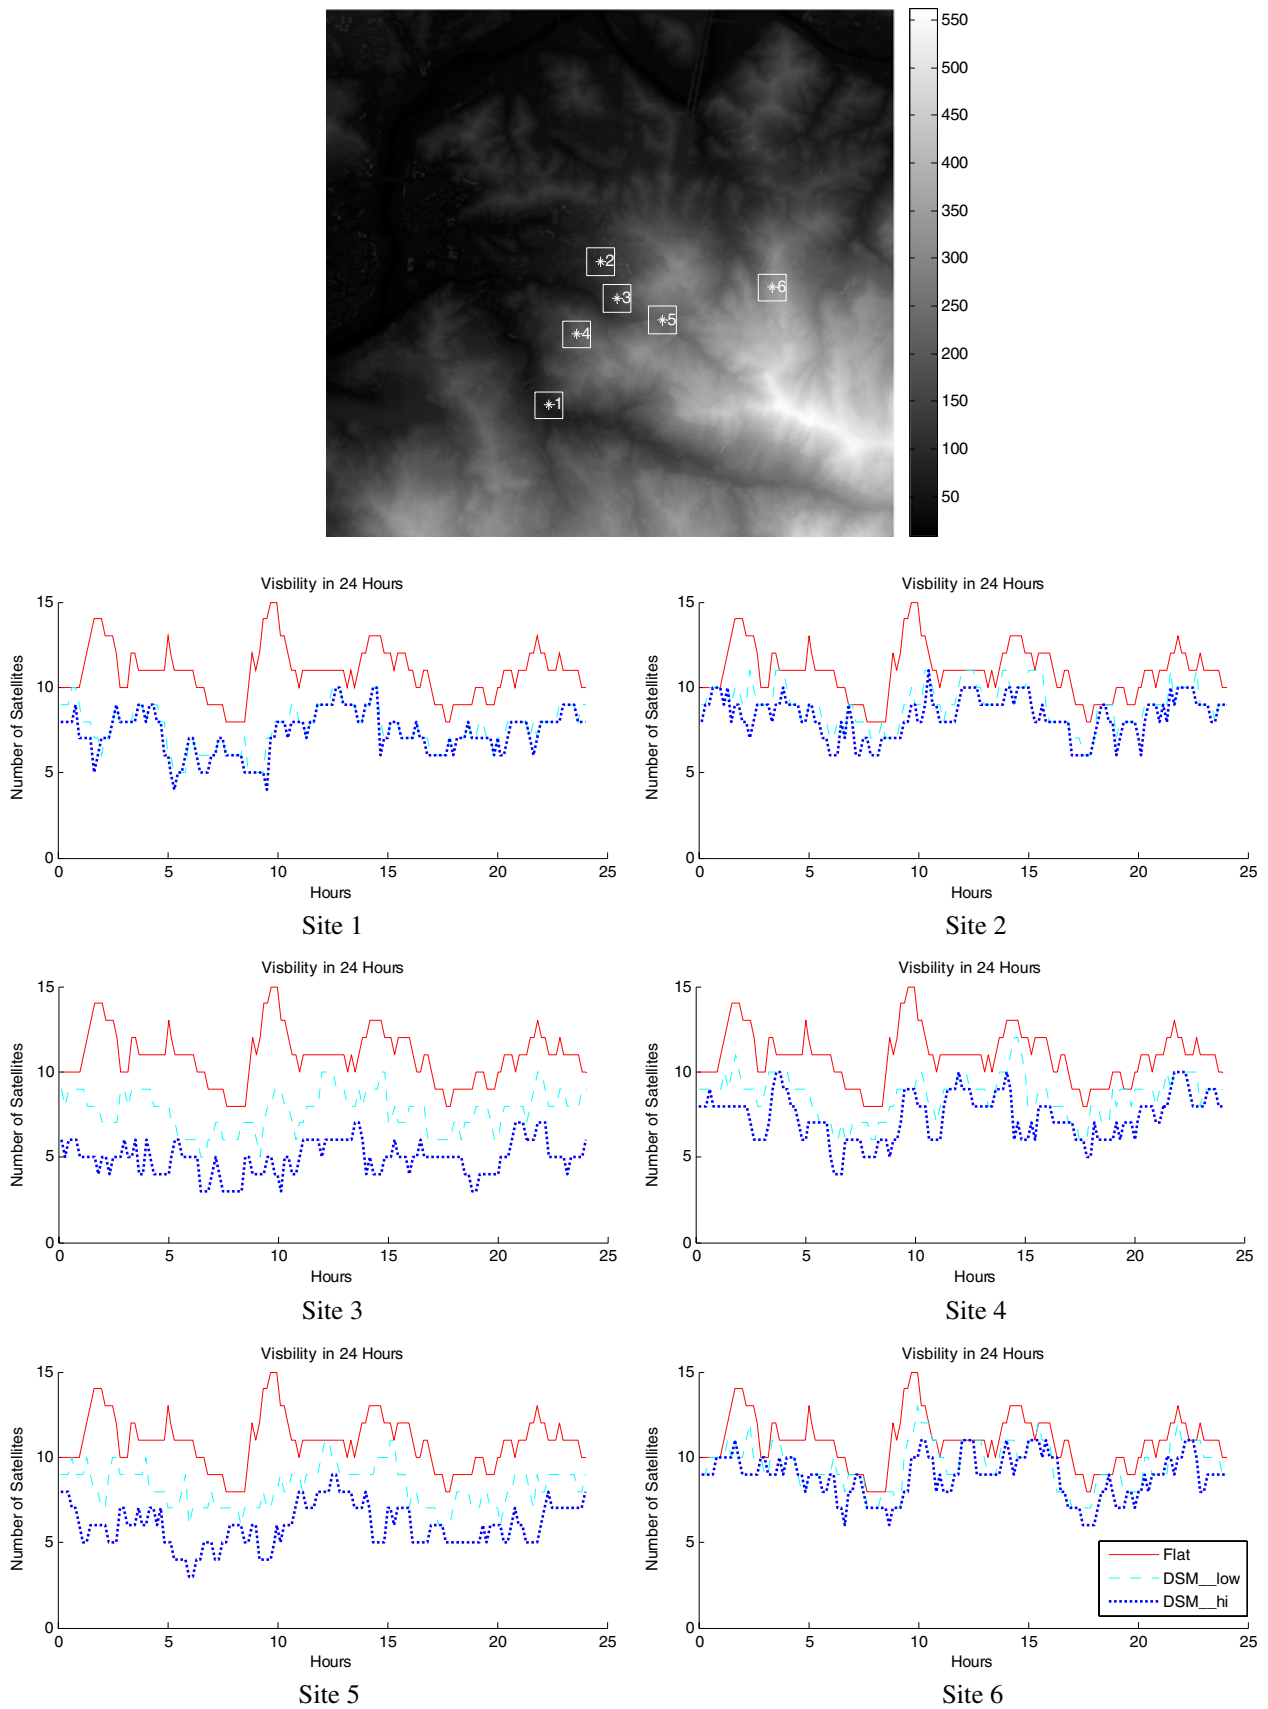 550
500
450
400
350
300
250
200
150
100
50
2
3
6
5
4
1
Visbility in 24 Hours
Number of Satellites
15
10
5
0
0 5 10 15 20 25
Hours
Site 1
Visbility in 24 Hours
Number of Satellites
15
10
5
0
0 5 10 15 20 25
Hours
Site 2
Visbility in 24 Hours
Number of Satellites
15
10
5
0
0 5 10 15 20 25
Hours
Site 3
Visbility in 24 Hours
Number of Satellites
15
10
5
0
0 5 10 15 20 25
Hours
Site 4
Visbility in 24 Hours
Number of Satellites
15
10
5
0
0 5 10 15 20 25
Hours
Site 5
Visbility in 24 Hours
Number of Satellites
15
10
5
0
0 5 10 15 20 25
Hours
Flat
DSM__low
DSM__hi
Site 6